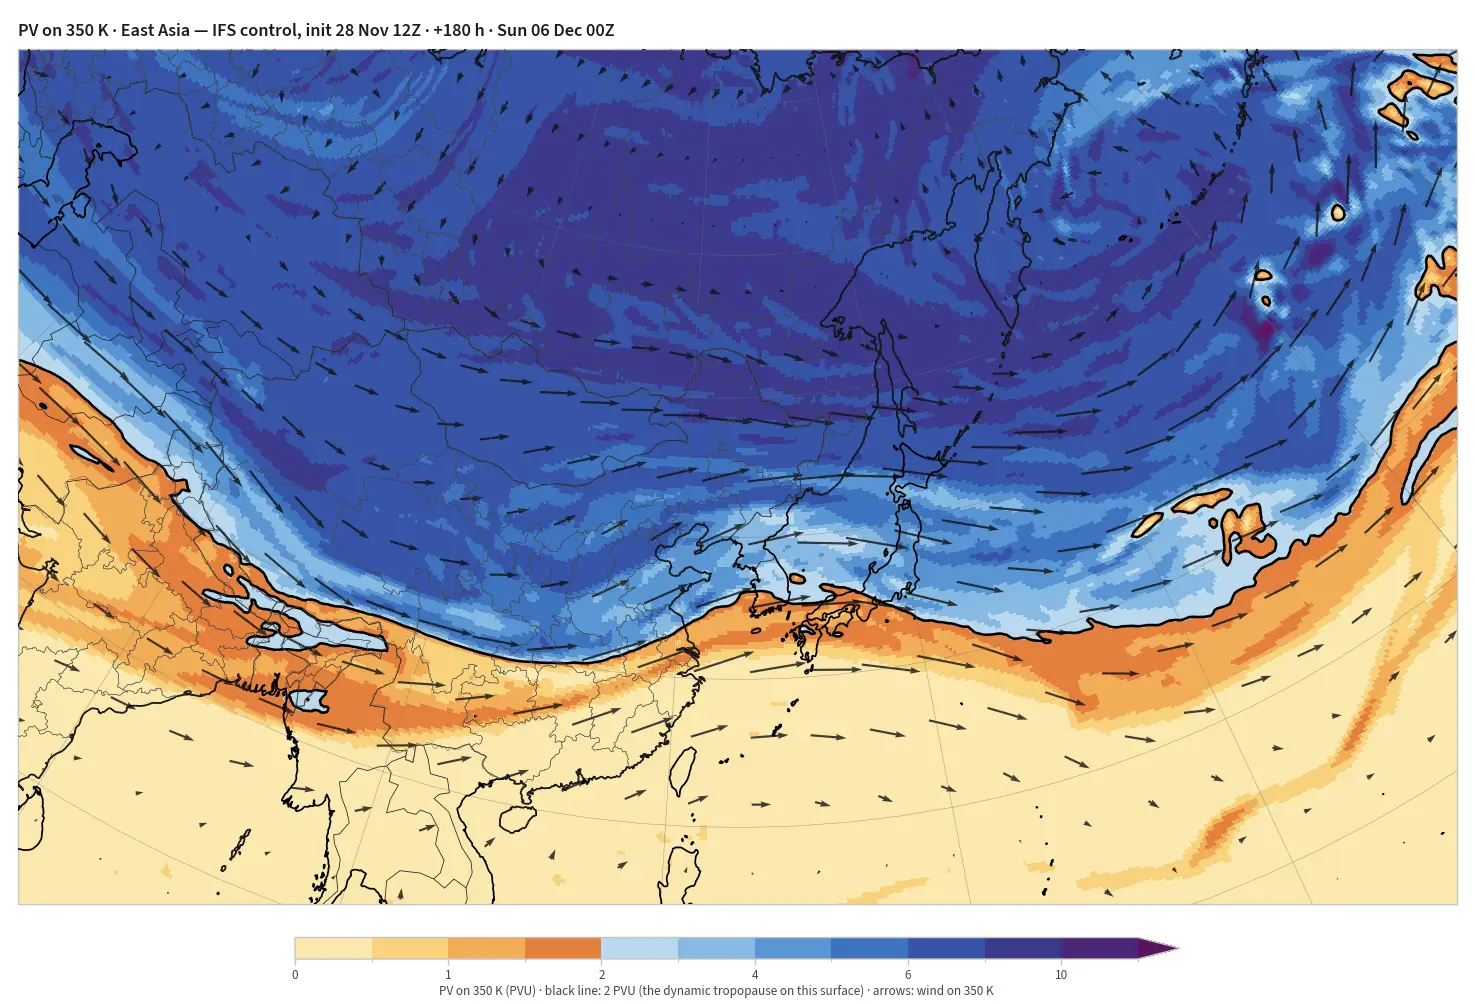 PV on 350 K · East Asia — IFS control, init 28 Nov 12Z · +180 h · Sun 06 Dec 00Z
0 1 2 4 6 10
PV on 350 K (PVU) · black line: 2 PVU (the dynamic tropopause on this surface) · arrows: wind on 350 K